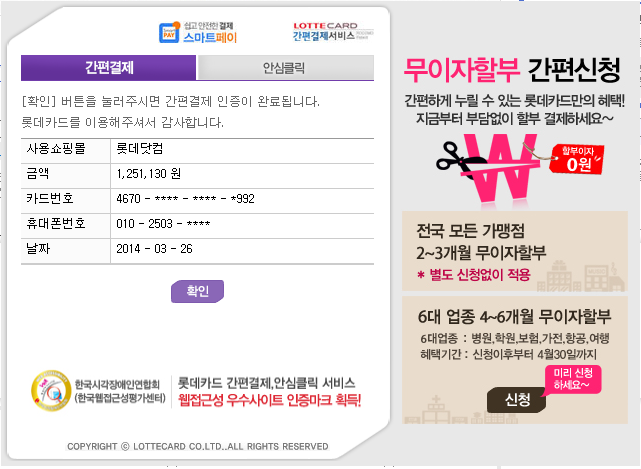 쉽고 안전한 결제
스마트페이
LOTTECARD
간편결제서비스
간편결제
안심클릭
[확인] 버튼을 눌러주시면 간편결제 인증이 완료됩니다.
롯데카드를 이용해주셔서 감사합니다.
사용쇼핑몰 롯데닷컴
금액 1,251,130 원
카드번호 4670 - **** - **** - *992
휴대폰번호 010 - 2503 - ****
날짜 2014 - 03 - 26
확인
한국시각장애인연합회
(한국웹접근성평가센터)
롯데카드 간편결제,안심클릭 서비스
웹접근성 우수사이트 인증마크 획득!
COPYRIGHT ⓒ LOTTECARD CO.LTD..ALL RIGHTS RESERVED
무이자할부 간편신청
간편하게 누릴 수 있는 롯데카드만의 혜택!
지금부터 부담없이 할부 결제하세요~
할부이자
0원
전국 모든 가맹점
2~3개월 무이자할부
* 별도 신청없이 적용
6대 업종 4~6개월 무이자할부
6대업종 : 병원,학원,보험,가전,항공,여행
혜택기간 : 신청이후부터 4월30일까지
미리 신청
하세요~
신청